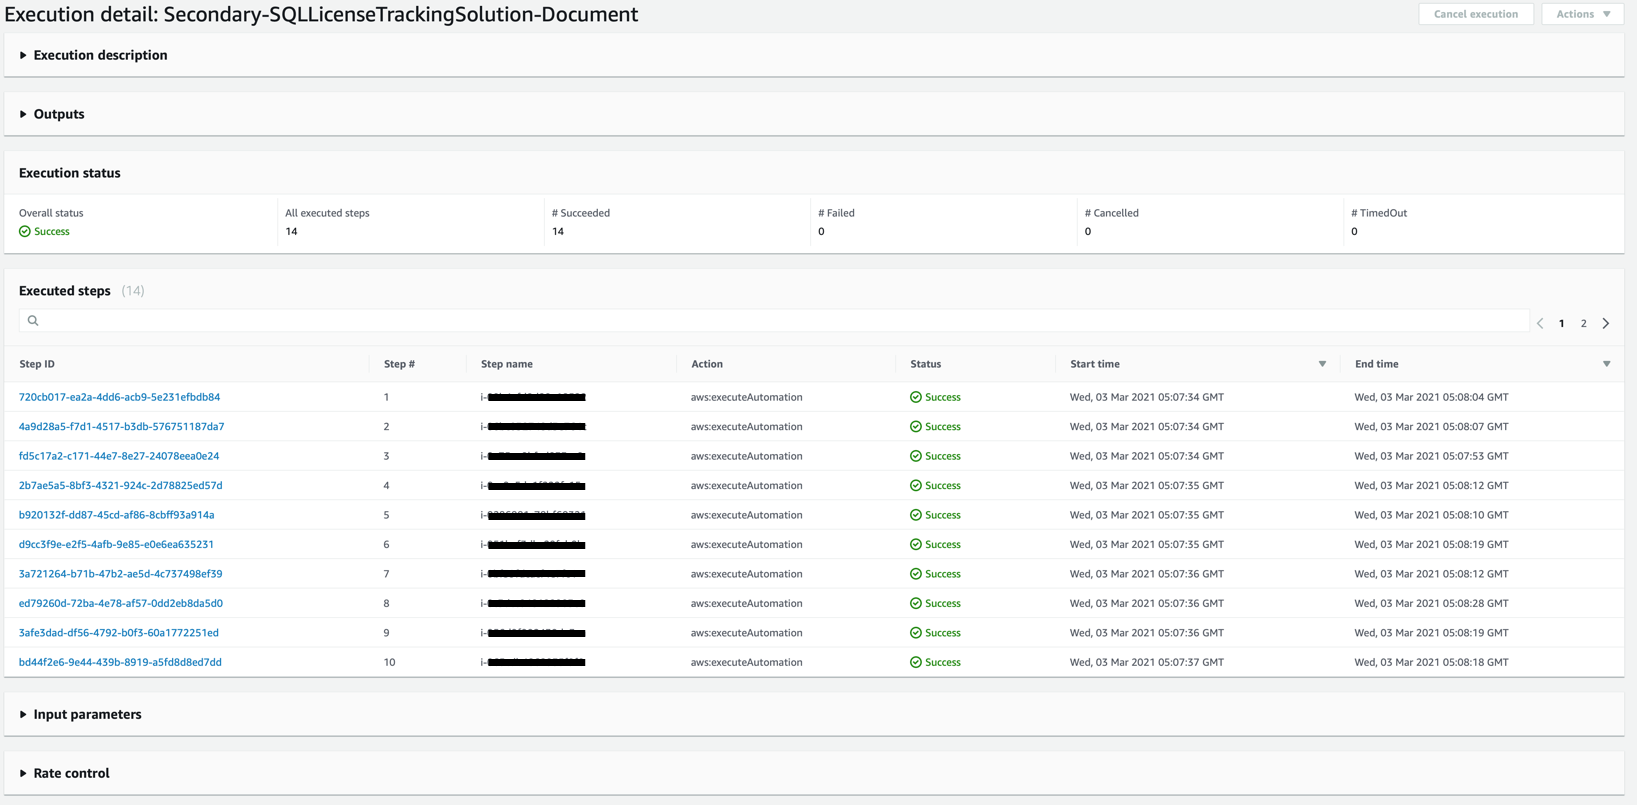 Execution detail: Secondary-SQLLicenseTrackingSolution-Document
Cancel execution
Actions
Execution description
Outputs
Execution status
Overall status All executed steps # Succeeded # Failed # Cancelled # TimedOut
Success 14 14 0 0 0
Executed steps (14)
1 2
Step ID Step # Step name Action Status Start time End time
720cb017-ea2a-4dd6-acb9-5e231efbdb84 1 i- aws:executeAutomation Success Wed, 03 Mar 2021 05:07:34 GMT Wed, 03 Mar 2021 05:08:04 GMT
4a9d28a5-f7d1-4517-b3db-576751187da7 2 i- aws:executeAutomation Success Wed, 03 Mar 2021 05:07:34 GMT Wed, 03 Mar 2021 05:08:07 GMT
fd5c17a2-c171-44e7-8e27-24078eea0e24 3 i- aws:executeAutomation Success Wed, 03 Mar 2021 05:07:34 GMT Wed, 03 Mar 2021 05:07:53 GMT
2b7ae5a5-8bf3-4321-924c-2d78825ed57d 4 i- aws:executeAutomation Success Wed, 03 Mar 2021 05:07:35 GMT Wed, 03 Mar 2021 05:08:12 GMT
b920132f-dd87-45cd-af86-8cbff93a914a 5 i- aws:executeAutomation Success Wed, 03 Mar 2021 05:07:35 GMT Wed, 03 Mar 2021 05:08:10 GMT
d9cc3f9e-e2f5-4afb-9e85-e0e6ea635231 6 i- aws:executeAutomation Success Wed, 03 Mar 2021 05:07:35 GMT Wed, 03 Mar 2021 05:08:19 GMT
3a721264-b71b-47b2-ae5d-4c737498ef39 7 i- aws:executeAutomation Success Wed, 03 Mar 2021 05:07:36 GMT Wed, 03 Mar 2021 05:08:12 GMT
ed79260d-72ba-4e78-af57-0dd2eb8da5d0 8 i- aws:executeAutomation Success Wed, 03 Mar 2021 05:07:36 GMT Wed, 03 Mar 2021 05:08:28 GMT
3afe3dad-df56-4792-b0f3-60a1772251ed 9 i- aws:executeAutomation Success Wed, 03 Mar 2021 05:07:36 GMT Wed, 03 Mar 2021 05:08:19 GMT
bd44f2e6-9e44-439b-8919-a5fd8d8ed7dd 10 i- aws:executeAutomation Success Wed, 03 Mar 2021 05:07:37 GMT Wed, 03 Mar 2021 05:08:18 GMT
Input parameters
Rate control